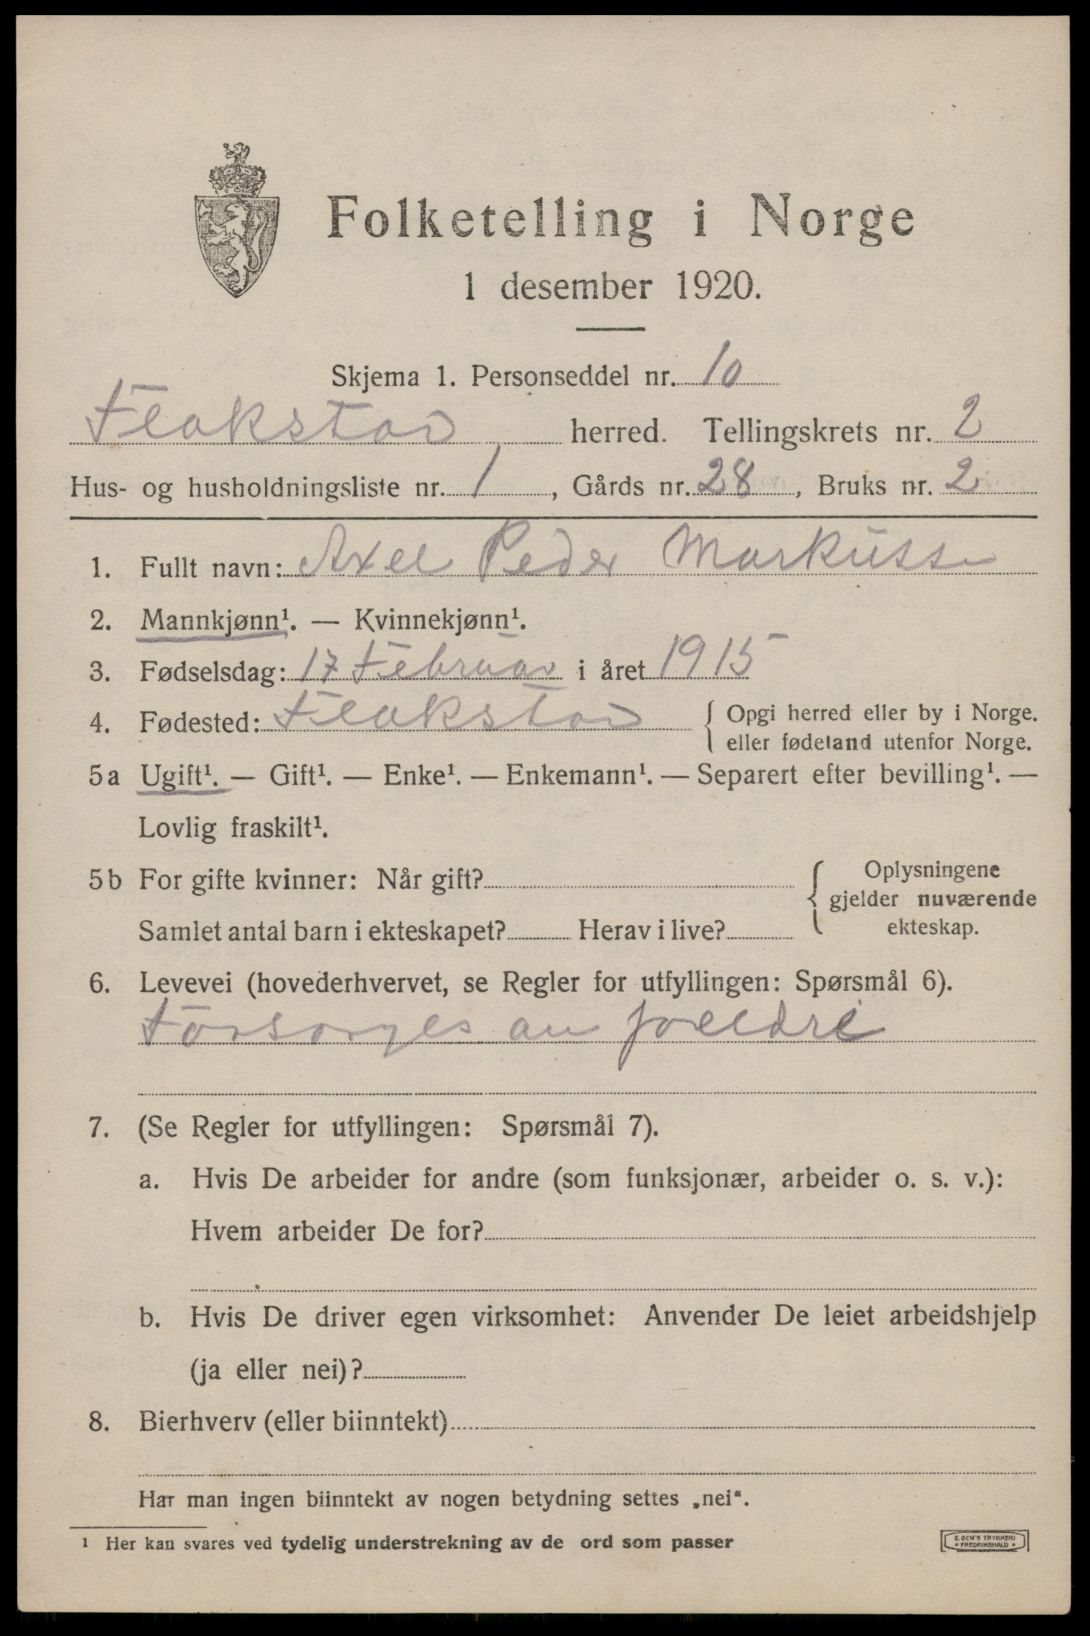 Folketelling i Norge
1 desember 1920.
Skjema 1. Personseddel nr. 10
Flakstad herred. Tellingskrets nr. 2
Hus- og husholdningsliste nr. 1, Gårds nr. 28, Bruks nr. 2
1. Fullt navn: Axel Peder Markuss
2. Mannkjønn¹. — Kvinnekjønn¹.
3. Fødselsdag: 17 Februar i året 1915
4. Fødested: Flakstad { Opgi herred eller by i Norge.
eller fødeland utenfor Norge.
5a Ugift¹. — Gift¹. — Enke¹. — Enkemann¹. — Separert efter bevilling¹. —
Lovlig fraskilt¹.
5b For gifte kvinner: Når gift? { Oplysningene
gjelder nuværende
Samlet antal barn i ekteskapet? Herav i live? ekteskap.
6. Levevei (hovederhvervet, se Regler for utfyllingen: Spørsmål 6).
Forsorges av foreldre
7. (Se Regler for utfyllingen: Spørsmål 7).
a. Hvis De arbeider for andre (som funksjonær, arbeider o. s. v.):
Hvem arbeider De for?
b. Hvis De driver egen virksomhet: Anvender De leiet arbeidshjelp
(ja eller nei)?
8. Bierhverv (eller biinntekt)
Har man ingen biinntekt av nogen betydning settes „nei".
¹ Her kan svares ved tydelig understrekning av de ord som passer
E. SEM'S TRYKKERI
* FREDRIKSHALD *